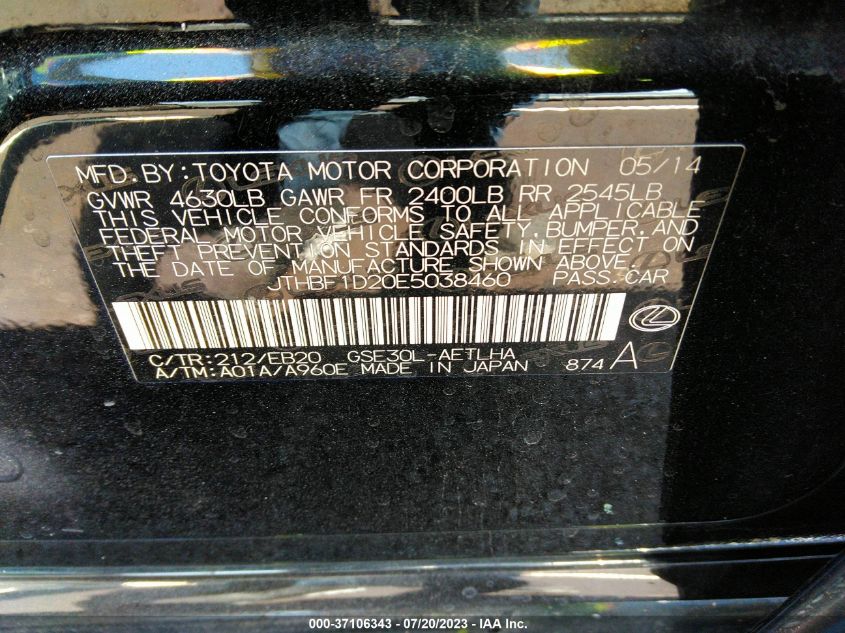 MFD.BY:TOYOTA MOTOR CORPORATION 05/14
GVWR 4630LB GAWR FR 2400LB RR 2545LB
THIS VEHICLE CONFORMS TO ALL APPLICABLE
FEDERAL MOTOR VEHICLE SAFETY,BUMPER,AND
THEFT PREVENTION STANDARDS IN EFFECT ON
THE DATE OF MANUFACTURE SHOWN ABOVE.
JTHBF1D20E5038460 PASS.CAR
C/TR:212/EB20 GSE30L-AETLHA
A/TM:A01A/A960E MADE IN JAPAN 874 A
000-37106343 / 07/20/2023 - IAA Inc.